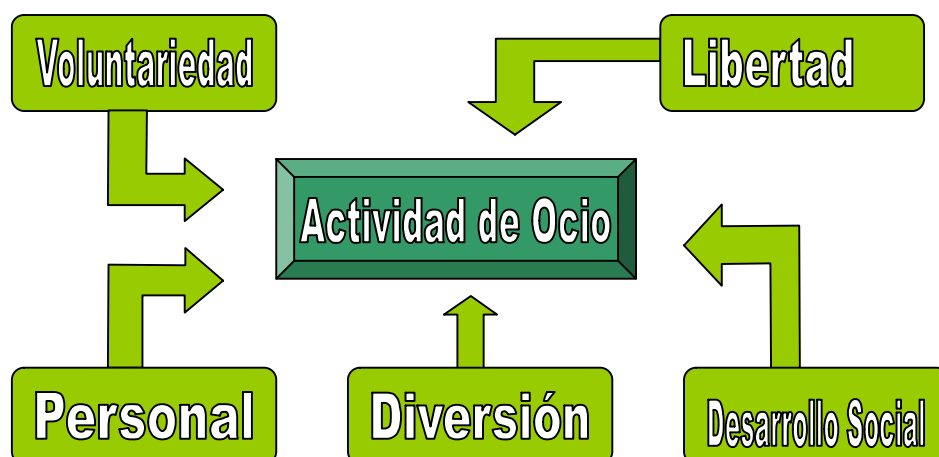 Voluntariedad
Libertad
Actividad de Ocio
Personal
Diversión
Desarrollo Social